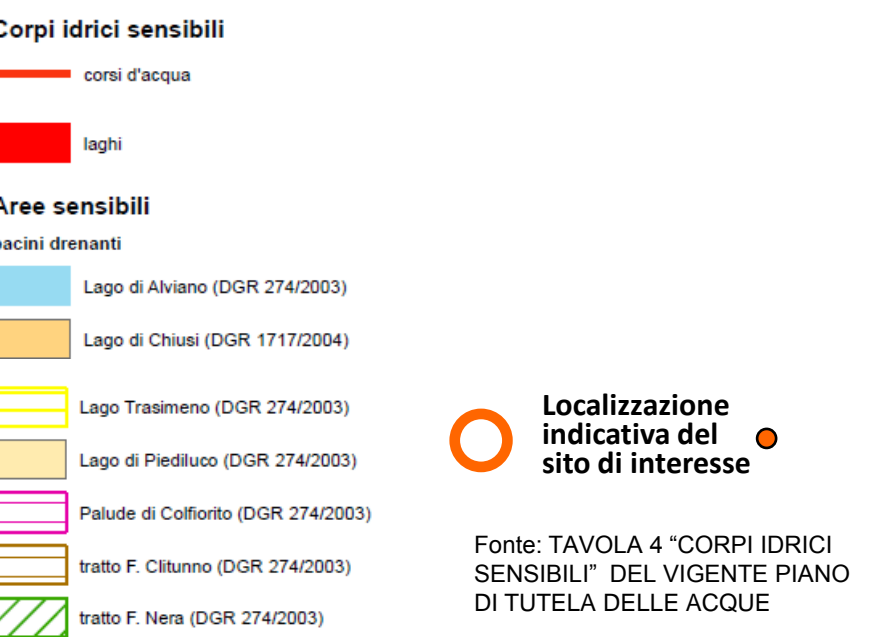 Corpi idrici sensibili
corsi d'acqua
laghi
Aree sensibili
bacini drenanti
Lago di Alviano (DGR 274/2003)
Lago di Chiusi (DGR 1717/2004)
Lago Trasimeno (DGR 274/2003)
Lago di Piediluco (DGR 274/2003)
Palude di Colfiorito (DGR 274/2003)
tratto F. Clitunno (DGR 274/2003)
tratto F. Nera (DGR 274/2003)
Localizzazione
indicativa del
sito di interesse
Fonte: TAVOLA 4 “CORPI IDRICI
SENSIBILI” DEL VIGENTE PIANO
DI TUTELA DELLE ACQUE